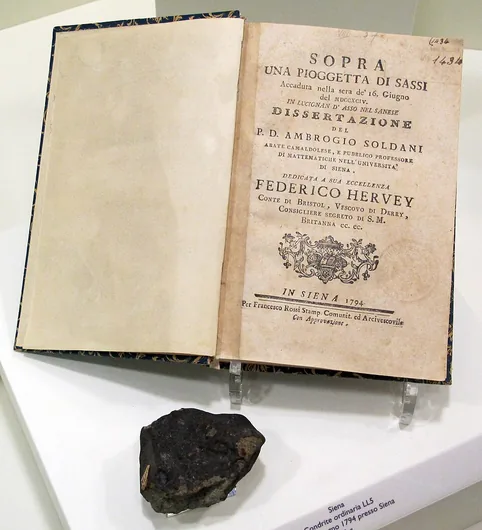 1434
SOPRA
UNA PIOGGETTA DI SASSI
Accaduta nella sera de' 16. Giugno
del MDCCXCIV.
IN LUCIGNAN D' ASSO NEL SANESE
DISSERTAZIONE
DEL
P. D. AMBROGIO SOLDANI
ABATE CAMALDOLESE, E PUBBLICO PROFESSORE
DI MATTEMATICHE NELL' UNIVERSITA'
DI SIENA,
DEDICATA A SUA ECCELLENZA
FEDERICO HERVEY
CONTE DI BRISTOL, VESCOVO DI DERRY,
CONSIGLIERE SEGRETO DI S. M.
BRITANNA ec. ec.
IN SIENA 1794
Per Francesco Rossi Stamp. Comunit. ed Arcivescovile
Con Approvazione.
Siena
Condrite ordinaria LL5
1794 presso Siena